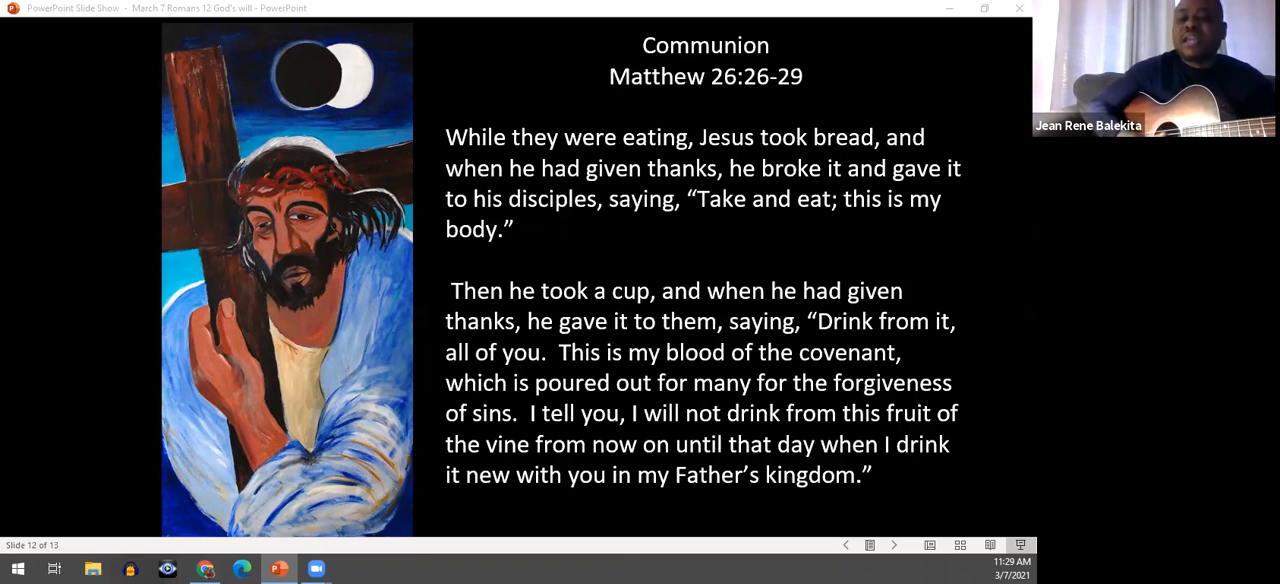 PowerPoint Slide Show - March 7 Romans 12 God's will - PowerPoint
Communion
Matthew 26:26-29
While they were eating, Jesus took bread, and
when he had given thanks, he broke it and gave it
to his disciples, saying, “Take and eat; this is my
body.”
Then he took a cup, and when he had given
thanks, he gave it to them, saying, “Drink from it,
all of you. This is my blood of the covenant,
which is poured out for many for the forgiveness
of sins. I tell you, I will not drink from this fruit of
the vine from now on until that day when I drink
it new with you in my Father’s kingdom.”
Jean Rene Balekita
Slide 12 of 13
11:29 AM
3/7/2021